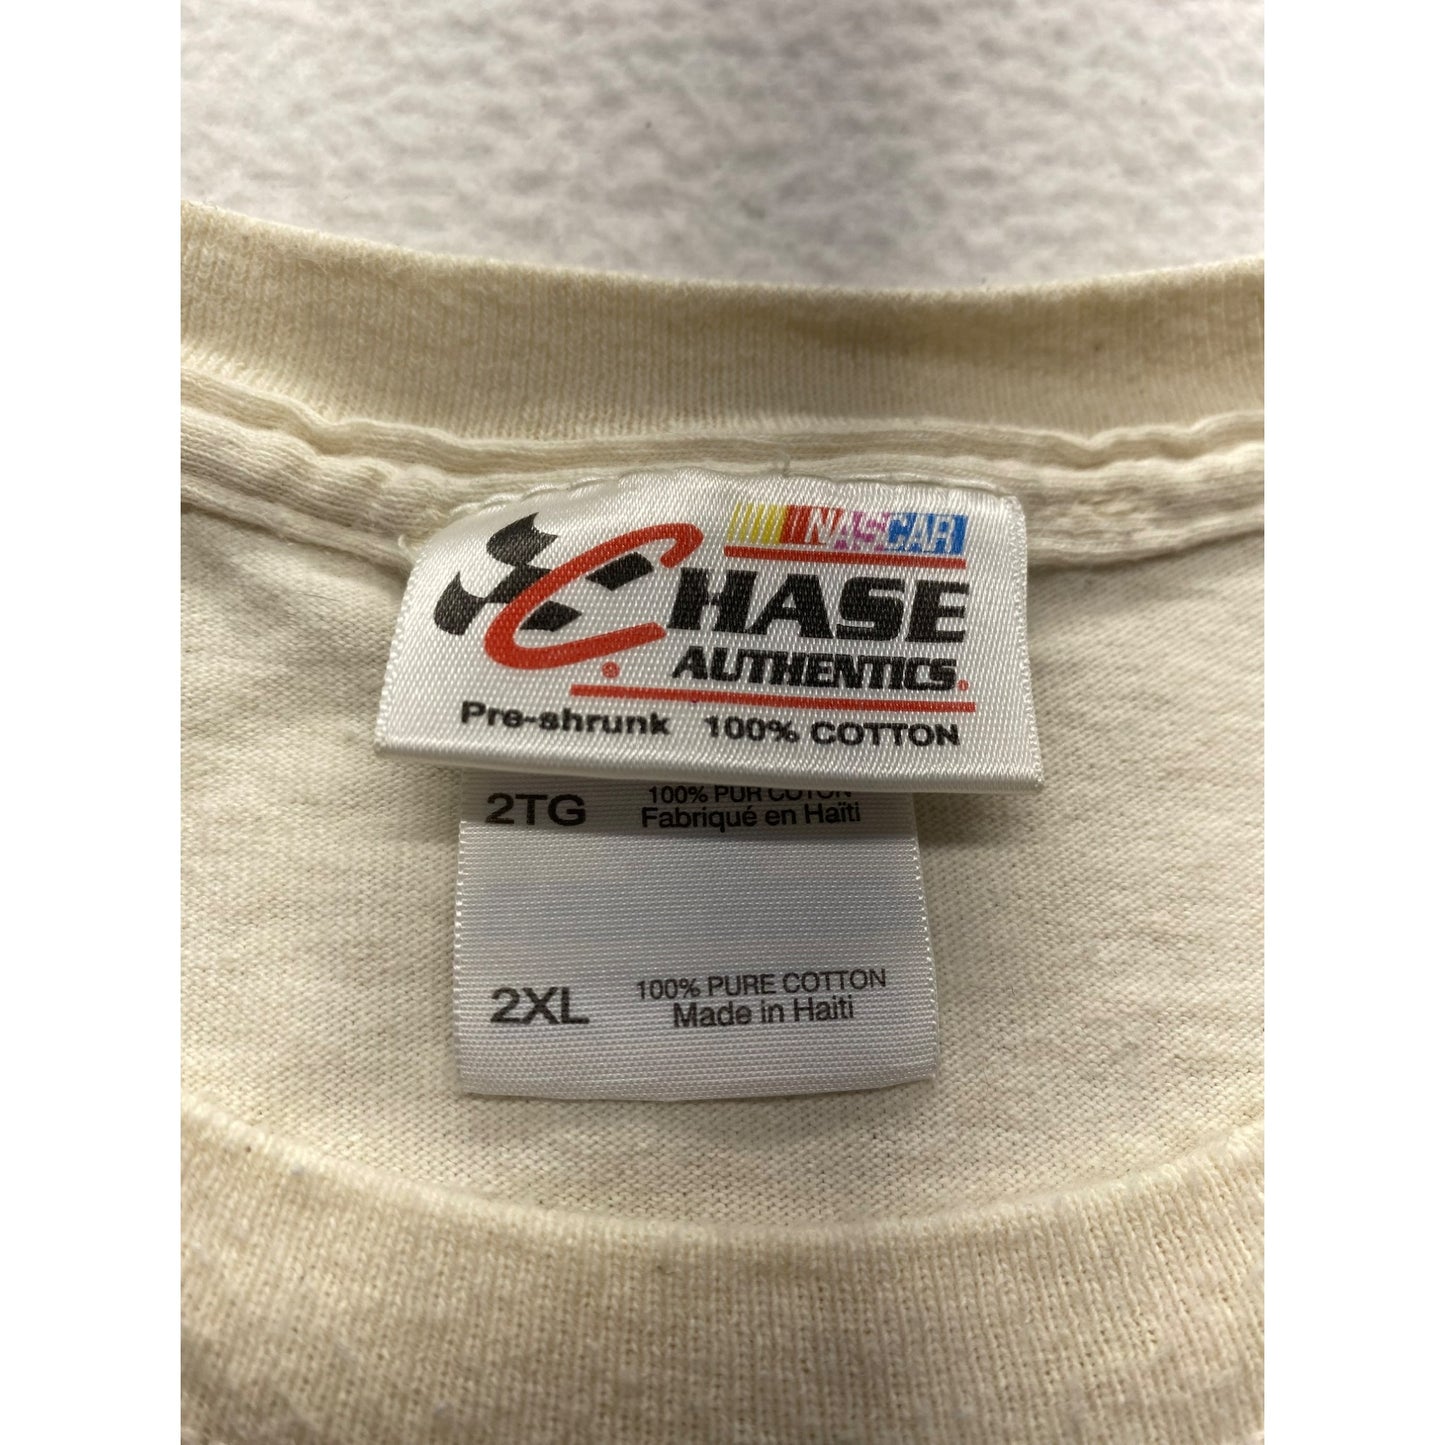 NASCAR
CHASE
AUTHENTICS®
Pre-shrunk 100% COTTON
2TG 100% PUR COTON
Fabriqué en Haïti
2XL 100% PURE COTTON
Made in Haiti